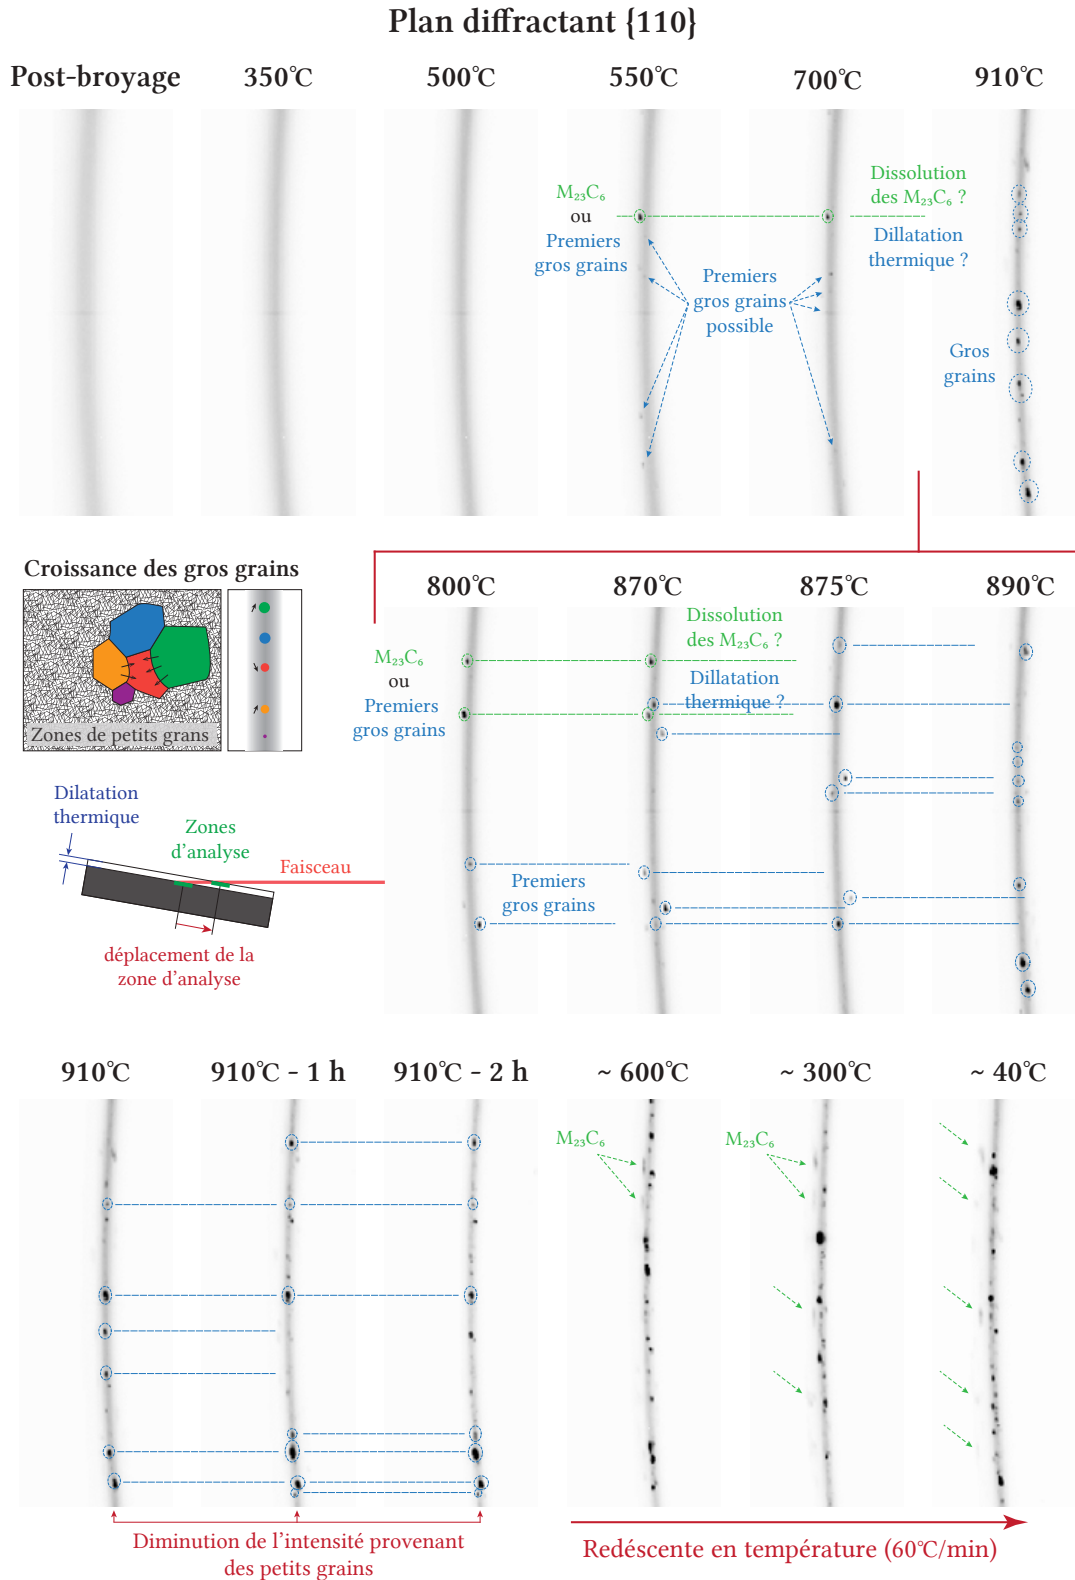 Plan diffractant {110}
Post-broyage 350℃ 500℃ 550℃ 700℃ 910℃
M₂₃C₆
ou
Premiers
gros grains
Premiers
gros grains
possible
Dissolution
des M₂₃C₆ ?
Dillatation
thermique ?
Gros
grains
Croissance des gros grains
Zones de petits grans
800℃ 870℃ 875℃ 890℃
M₂₃C₆
ou
Premiers
gros grains
Dissolution
des M₂₃C₆ ?
Dillatation
thermique ?
Premiers
gros grains
Dilatation
thermique
Zones
d'analyse
Faisceau
déplacement de la
zone d'analyse
910℃ 910℃ - 1 h 910℃ - 2 h ~ 600℃ ~ 300℃ ~ 40℃
M₂₃C₆
M₂₃C₆
Diminution de l'intensité provenant
des petits grains
Redéscente en température (60℃/min)